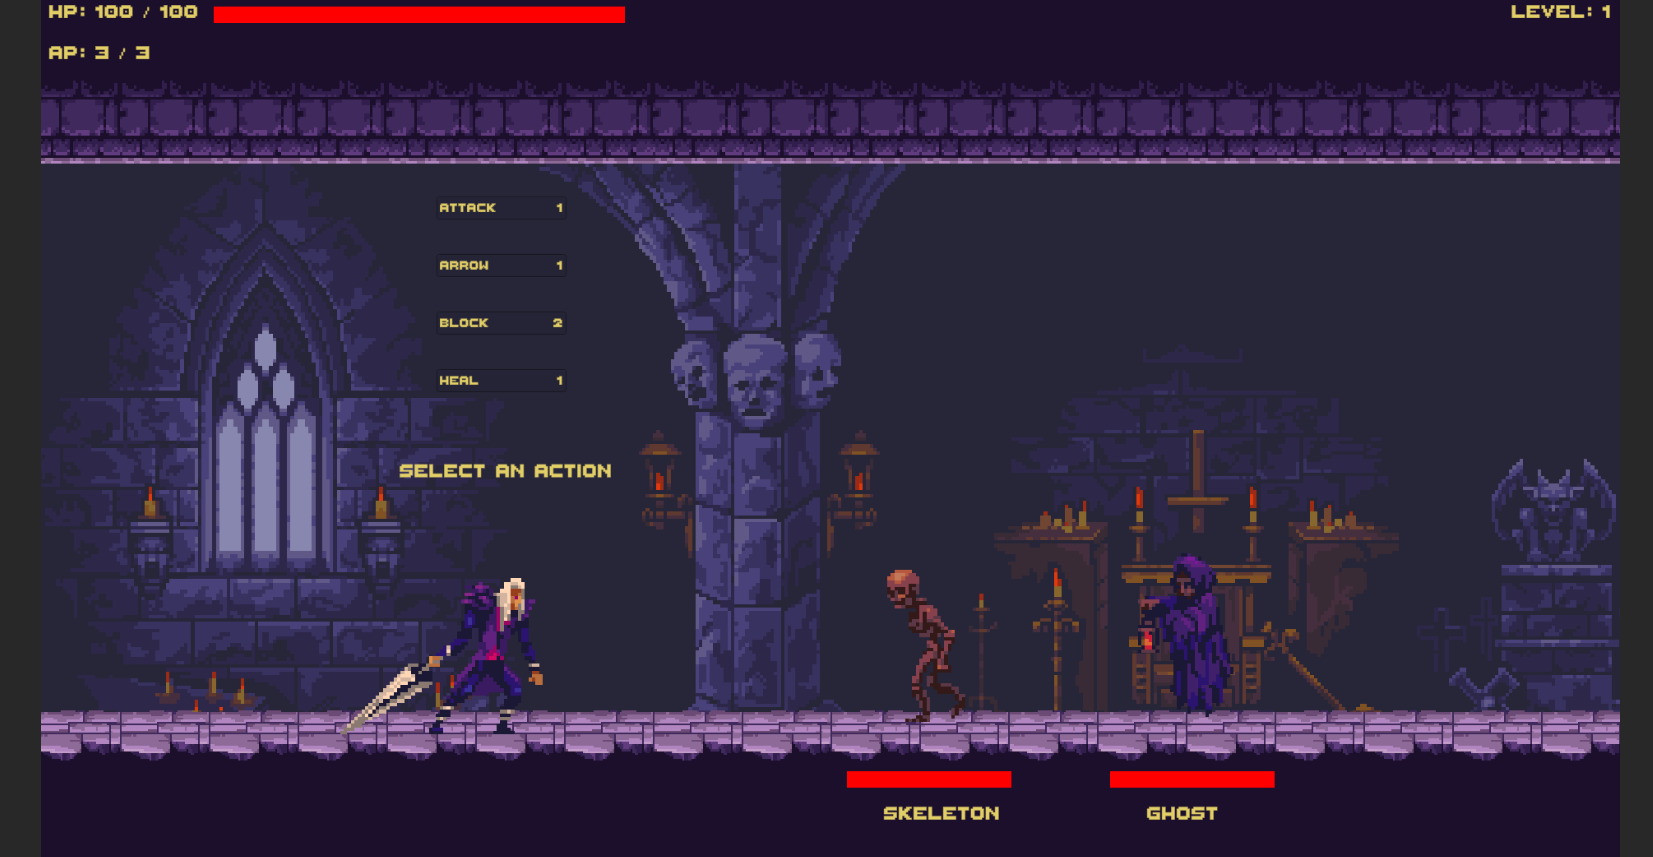 HP: 100 / 100
LEVEL: 1
AP: 3 / 3
ATTACK 1
ARROW 1
BLOCK 2
HEAL 1
SELECT AN ACTION
SKELETON
GHOST